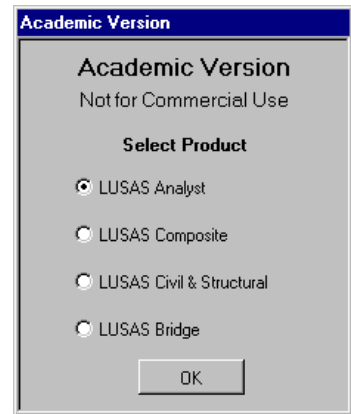 Academic Version
Academic Version
Not for Commercial Use
Select Product
LUSAS Analyst
LUSAS Composite
LUSAS Civil & Structural
LUSAS Bridge
OK